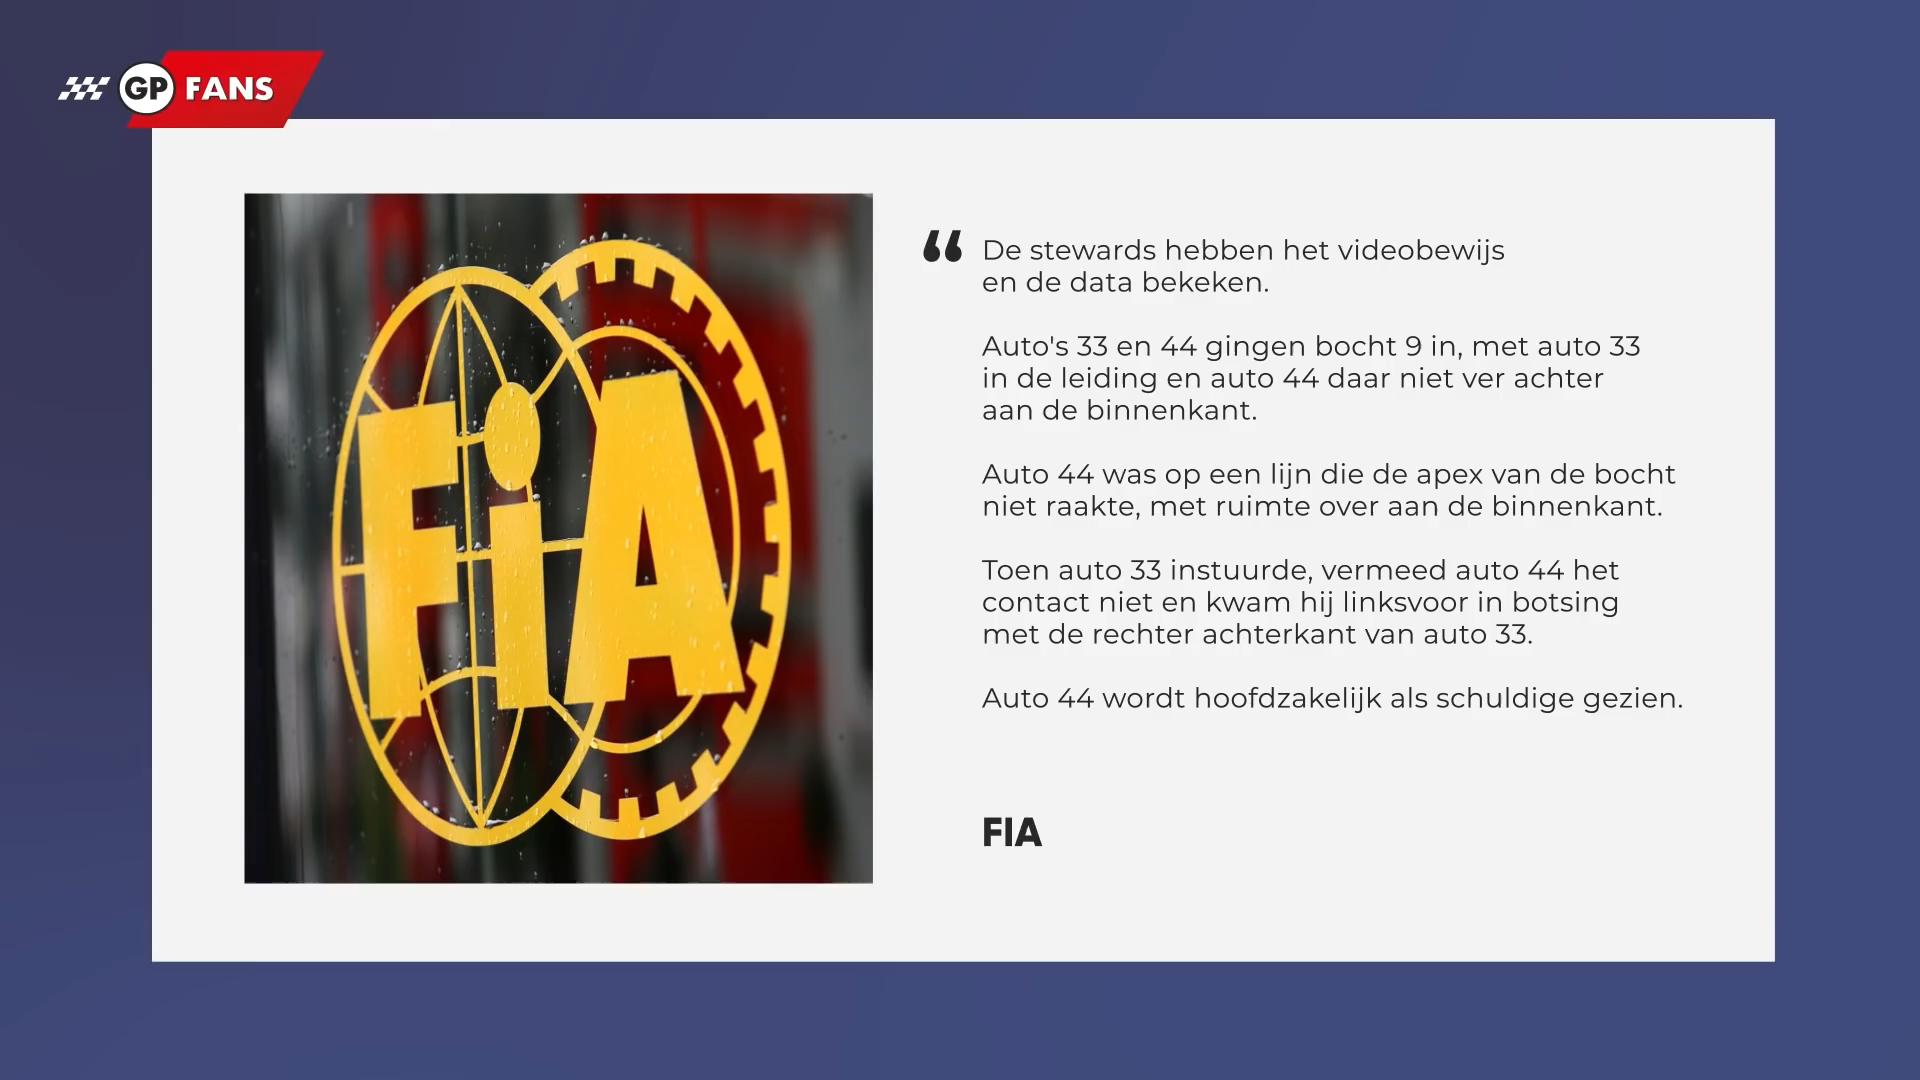 GP FANS
FiA
“ De stewards hebben het videobewijs
en de data bekeken.
Auto's 33 en 44 gingen bocht 9 in, met auto 33
in de leiding en auto 44 daar niet ver achter
aan de binnenkant.
Auto 44 was op een lijn die de apex van de bocht
niet raakte, met ruimte over aan de binnenkant.
Toen auto 33 instuurde, vermeed auto 44 het
contact niet en kwam hij linksvoor in botsing
met de rechter achterkant van auto 33.
Auto 44 wordt hoofdzakelijk als schuldige gezien.
FIA